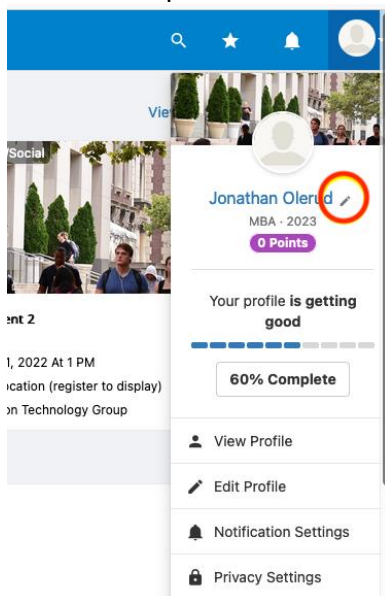 Vie
/Social
Jonathan Olerud
MBA · 2023
0 Points
Your profile is getting
good
60% Complete
ent 2
1, 2022 At 1 PM
ocation (register to display)
on Technology Group
View Profile
Edit Profile
Notification Settings
Privacy Settings